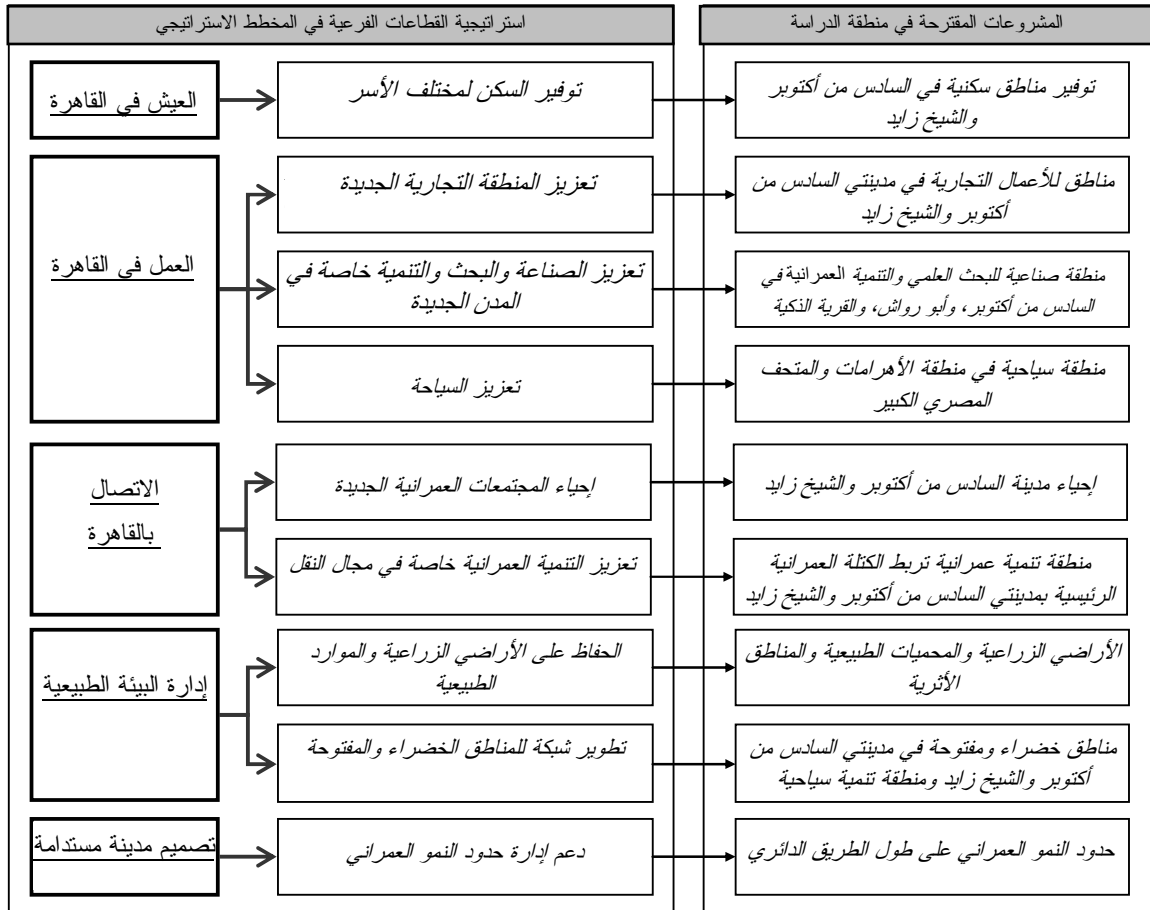 المشروعات المقترحة في منطقة الدراسة
استراتيجية القطاعات الفرعية في المخطط الاستراتيجي
العيش في القاهرة
توفير السكن لمختلف الأسر
توفير مناطق سكنية في السادس من أكتوبر
والشيخ زايد
العمل في القاهرة
تعزيز المنطقة التجارية الجديدة
مناطق للأعمال التجارية في مدينتي السادس من
أكتوبر والشيخ زايد
تعزيز الصناعة والبحث والتنمية خاصة في
المدن الجديدة
منطقة صناعية للبحث العلمي والتنمية العمرانية في
السادس من أكتوبر، وأبو رواش، والقرية الذكية
تعزيز السياحة
منطقة سياحية في منطقة الأهرامات والمتحف
المصري الكبير
الاتصال
بالقاهرة
إحياء المجتمعات العمرانية الجديدة
إحياء مدينة السادس من أكتوبر والشيخ زايد
تعزيز التنمية العمرانية خاصة في مجال النقل
منطقة تنمية عمرانية تربط الكتلة العمرانية
الرئيسية بمدينتي السادس من أكتوبر والشيخ زايد
إدارة البيئة الطبيعية
الحفاظ على الأراضي الزراعية والموارد
الطبيعية
الأراضي الزراعية والمحميات الطبيعية والمناطق
الأثرية
تطوير شبكة للمناطق الخضراء والمفتوحة
مناطق خضراء ومفتوحة في مدينتي السادس من
أكتوبر والشيخ زايد ومنطقة تنمية سياحية
تصميم مدينة مستدامة
دعم إدارة حدود النمو العمراني
حدود النمو العمراني على طول الطريق الدائري